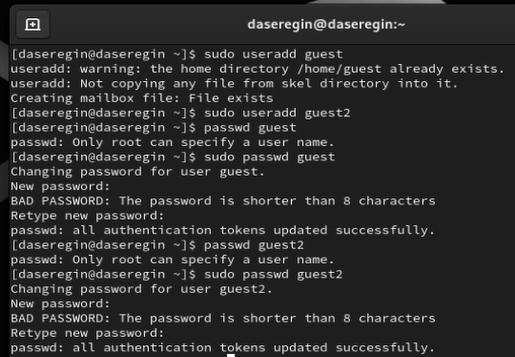 daseregin@daseregin:~
[daseregin@daseregin ~]$ sudo useradd guest
useradd: warning: the home directory /home/guest already exists.
useradd: Not copying any file from skel directory into it.
Creating mailbox file: File exists
[daseregin@daseregin ~]$ sudo useradd guest2
[daseregin@daseregin ~]$ passwd guest
passwd: Only root can specify a user name.
[daseregin@daseregin ~]$ sudo passwd guest
Changing password for user guest.
New password:
BAD PASSWORD: The password is shorter than 8 characters
Retype new password:
passwd: all authentication tokens updated successfully.
[daseregin@daseregin ~]$ passwd guest2
passwd: Only root can specify a user name.
[daseregin@daseregin ~]$ sudo passwd guest2
Changing password for user guest2.
New password:
BAD PASSWORD: The password is shorter than 8 characters
Retype new password:
passwd: all authentication tokens updated successfully.